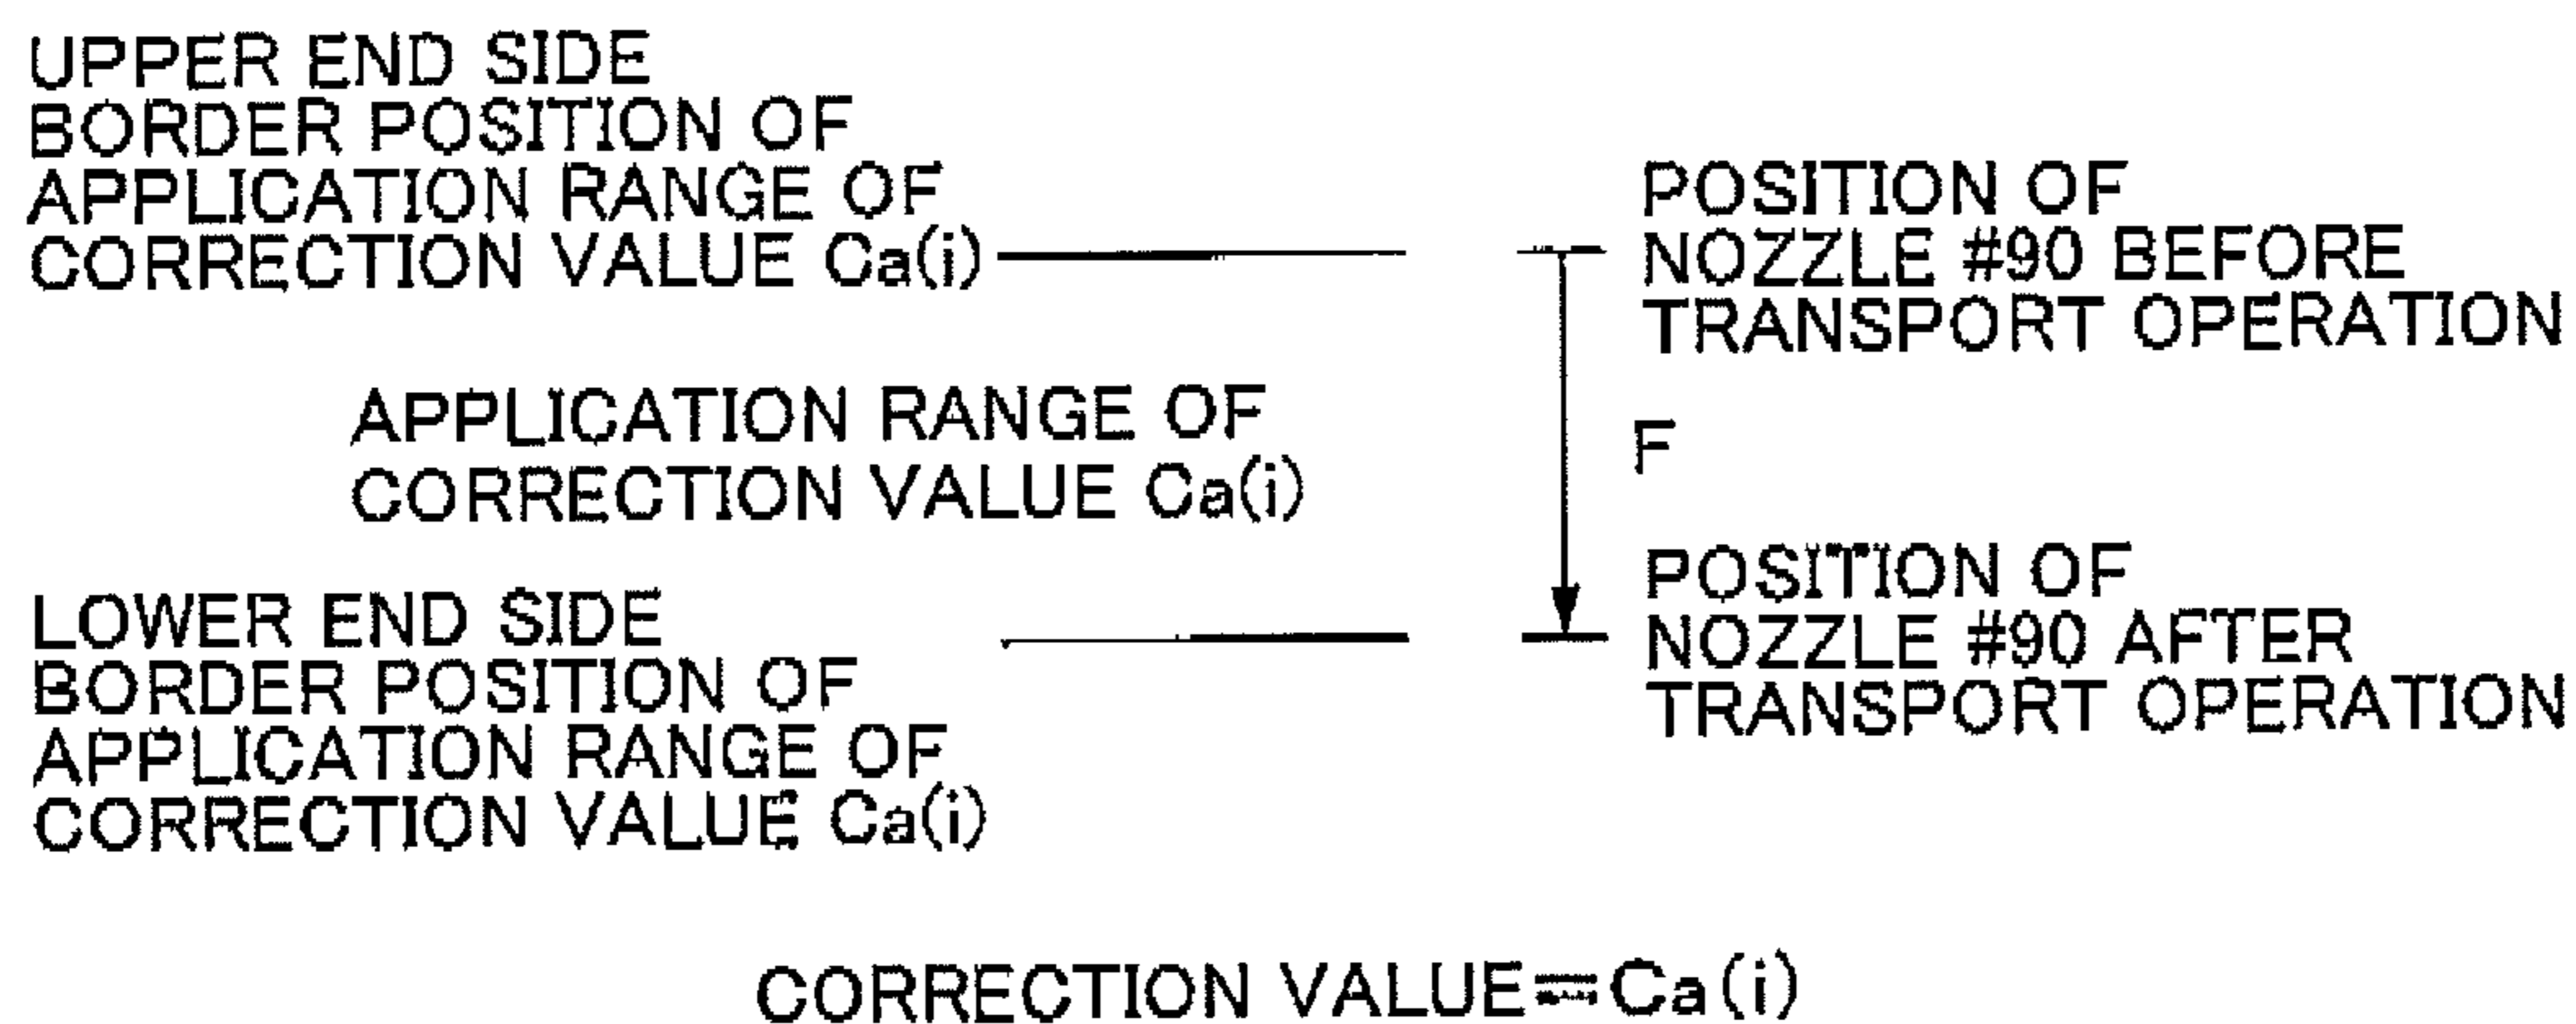 UPPER END SIDE
BORDER POSITION OF
APPLICATION RANGE OF
CORRECTION VALUE Ca(i)
POSITION OF
NOZZLE #90 BEFORE
TRANSPORT OPERATION
APPLICATION RANGE OF
CORRECTION VALUE Ca(i)
F
LOWER END SIDE
BORDER POSITION OF
APPLICATION RANGE OF
CORRECTION VALUE Ca(i)
POSITION OF
NOZZLE #90 AFTER
TRANSPORT OPERATION
CORRECTION VALUE=Ca(i)